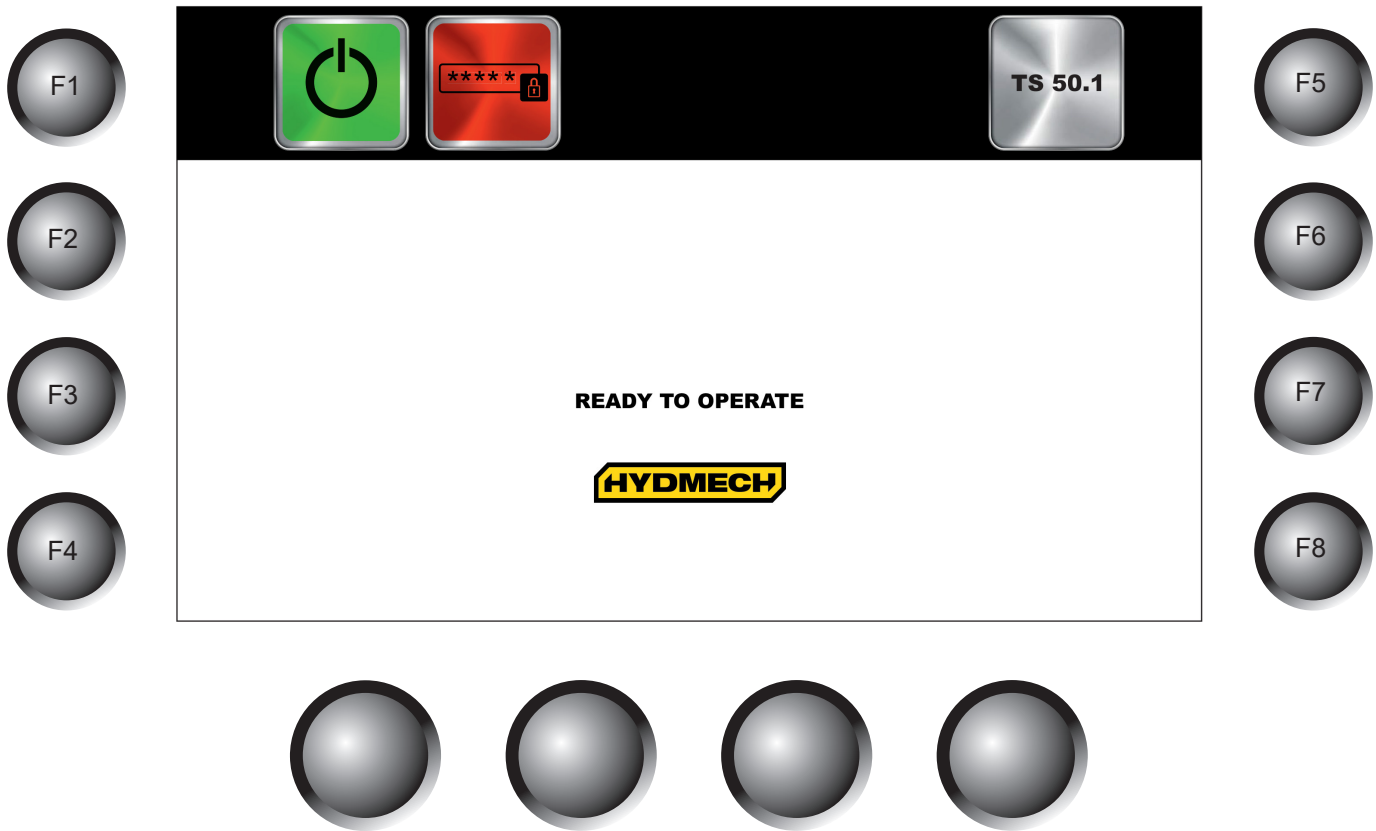 F1
***** 
TS 50.1
F5
F2
F6
F3
READY TO OPERATE
F7
HYDMECH
F4
F8